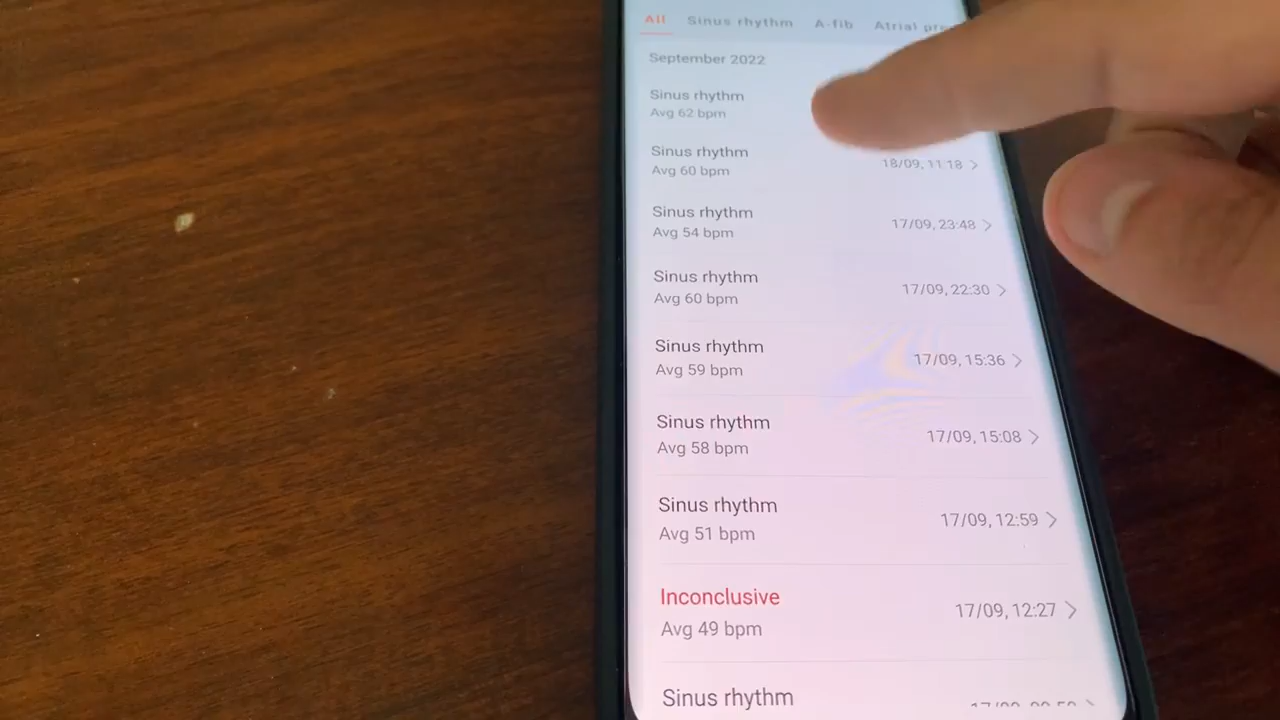 All Sinus rhythm A-fib Atrial
September 2022
Sinus rhythm
Avg 62 bpm
Sinus rhythm
Avg 60 bpm
18/09, 11:18
Sinus rhythm
Avg 54 bpm
17/09, 23:48
Sinus rhythm
Avg 60 bpm
17/09, 22:30
Sinus rhythm
Avg 59 bpm
17/09, 15:36
Sinus rhythm
Avg 58 bpm
17/09, 15:08
Sinus rhythm
Avg 51 bpm
17/09, 12:59
Inconclusive
Avg 49 bpm
17/09, 12:27
Sinus rhythm